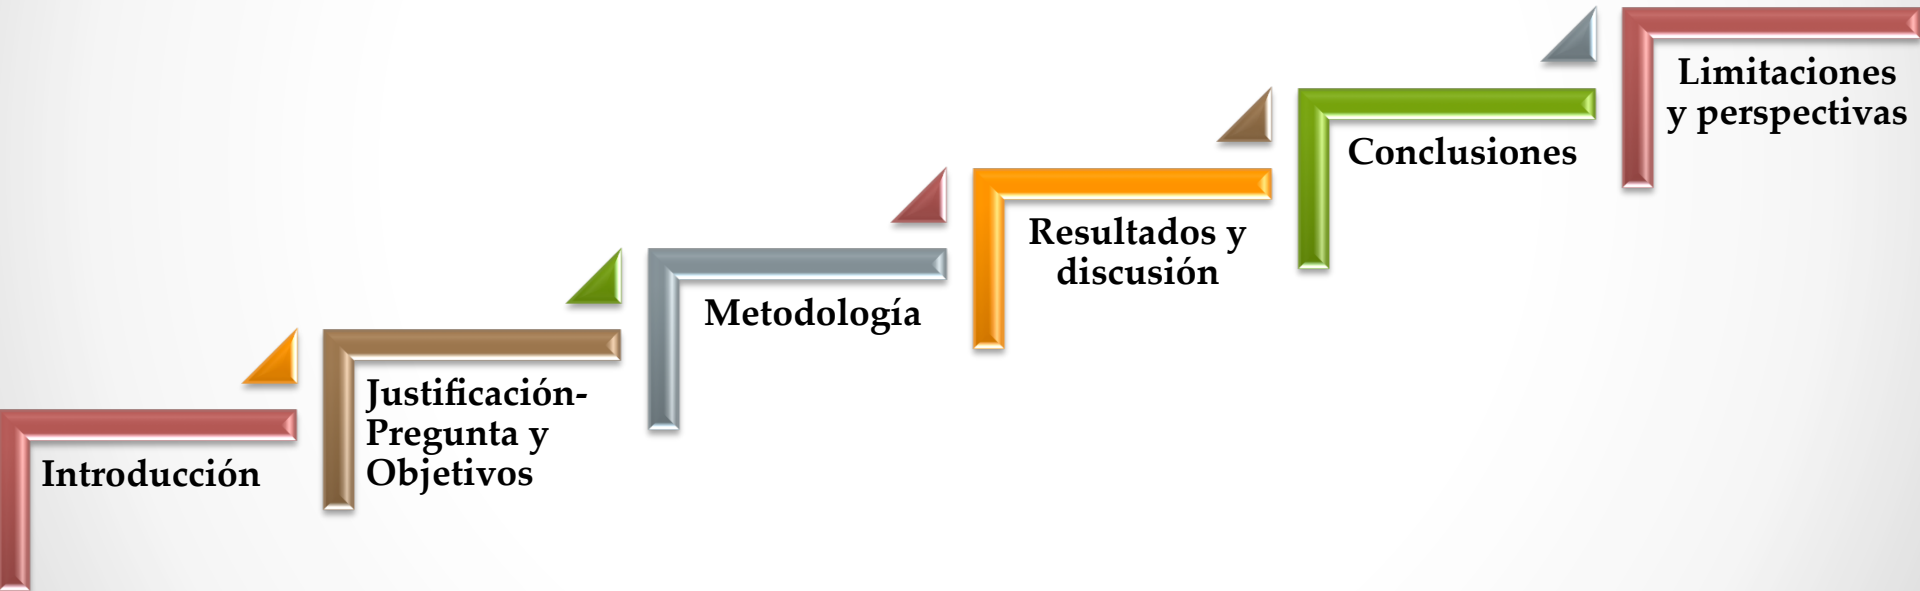 Introducción
Justificación-
Pregunta y
Objetivos
Metodología
Resultados y
discusión
Conclusiones
Limitaciones
y perspectivas